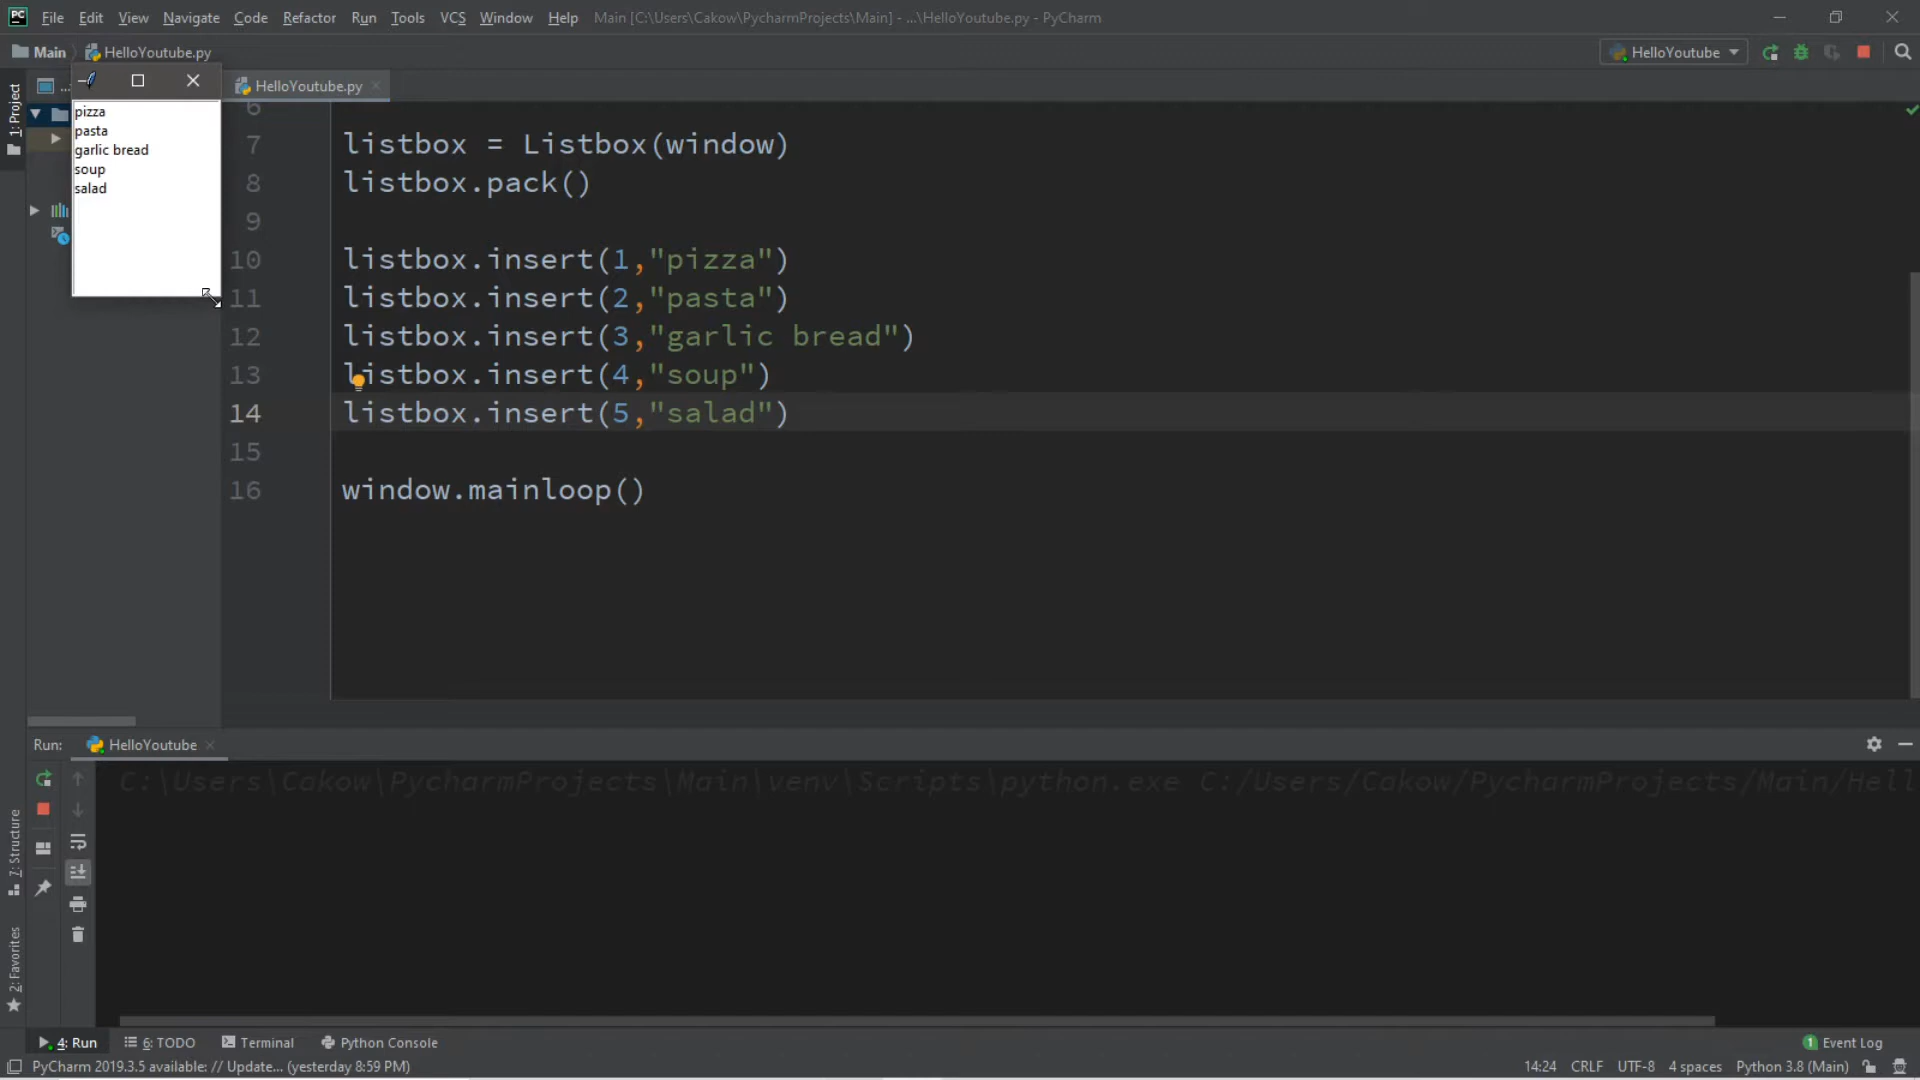 PC File Edit View Navigate Code Refactor Run Tools VCS Window Help Main [C:\Users\Cakow\PycharmProjects\Main] - ...\HelloYoutube.py - PyCharm
Main HelloYoutube.py HelloYoutube
... HelloYoutube.py
1: Project
pizza
pasta
garlic bread
soup
salad
6
7 listbox = Listbox(window)
8 listbox.pack()
9
10 listbox.insert(1,"pizza")
11 listbox.insert(2,"pasta")
12 listbox.insert(3,"garlic bread")
13 listbox.insert(4,"soup")
14 listbox.insert(5,"salad")
15
16 window.mainloop()
Run: HelloYoutube
C:\Users\Cakow\PycharmProjects\Main\venv\Scripts\python.exe C:/Users/Cakow/PycharmProjects/Main/Hell
7: Structure
2: Favorites
4: Run 6: TODO Terminal Python Console 1 Event Log
PyCharm 2019.3.5 available: // Update... (yesterday 8:59 PM) 14:24 CRLF UTF-8 4 spaces Python 3.8 (Main)